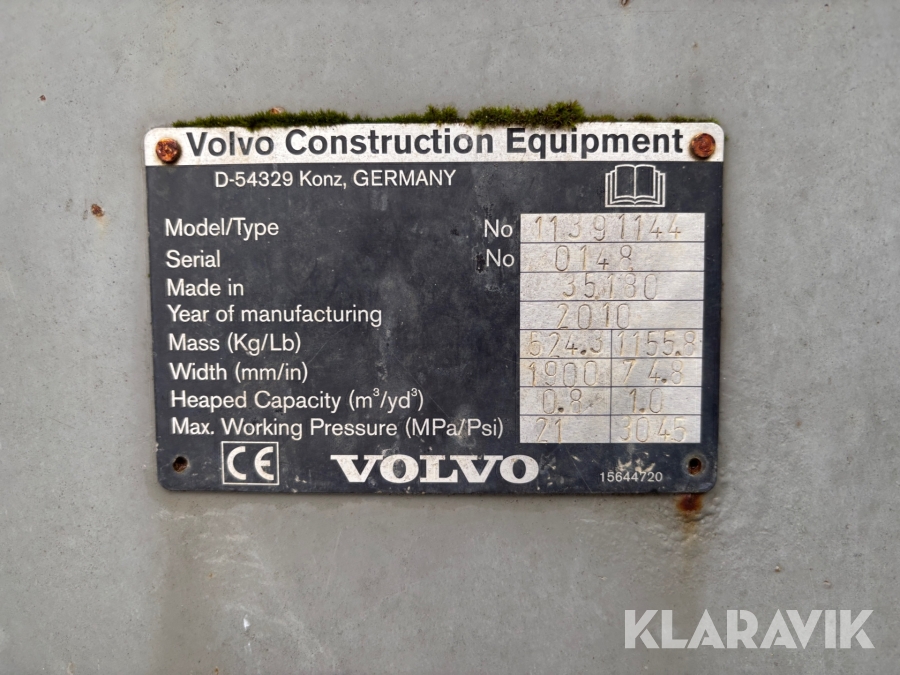 Volvo Construction Equipment
D-54329 Konz, GERMANY
Model/Type No 11391144
Serial No 0148
Made in 35130
Year of manufacturing 2010
Mass (Kg/Lb) 524.3 1155.8
Width (mm/in) 1900 74.8
Heaped Capacity (m³/yd³) 0.8 1.0
Max. Working Pressure (MPa/Psi) 21 3045
CE VOLVO 15644720
KLARAVIK